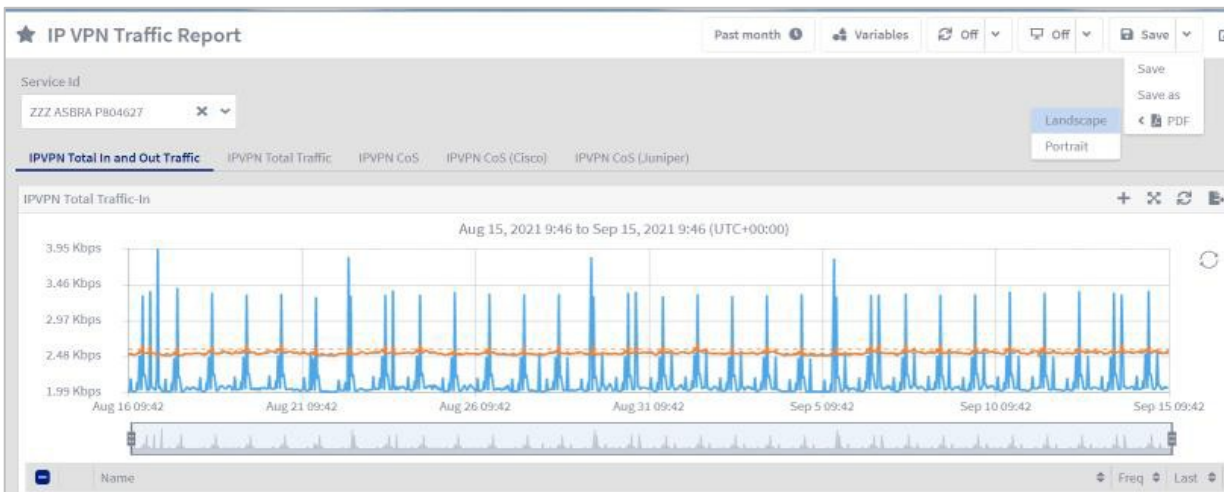 IP VPN Traffic Report
Past month
Variables
Off
Off
Save
Save
Save as
PDF
Landscape
Portrait
Service Id
ZZZ ASBRA P804627
IPVPN Total In and Out Traffic
IPVPN Total Traffic
IPVPN CoS
IPVPN CoS (Cisco)
IPVPN CoS (Juniper)
IPVPN Total Traffic-In
Aug 15, 2021 9:46 to Sep 15, 2021 9:46 (UTC+00:00)
3.95 Kbps
3.46 Kbps
2.97 Kbps
2.48 Kbps
1.99 Kbps
Aug 16 09:42
Aug 21 09:42
Aug 26 09:42
Aug 31 09:42
Sep 5 09:42
Sep 10 09:42
Sep 15 09:42
Name
Freq
Last